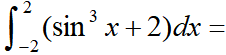 ∫_{-2}^{2} (sin³ x + 2)dx =